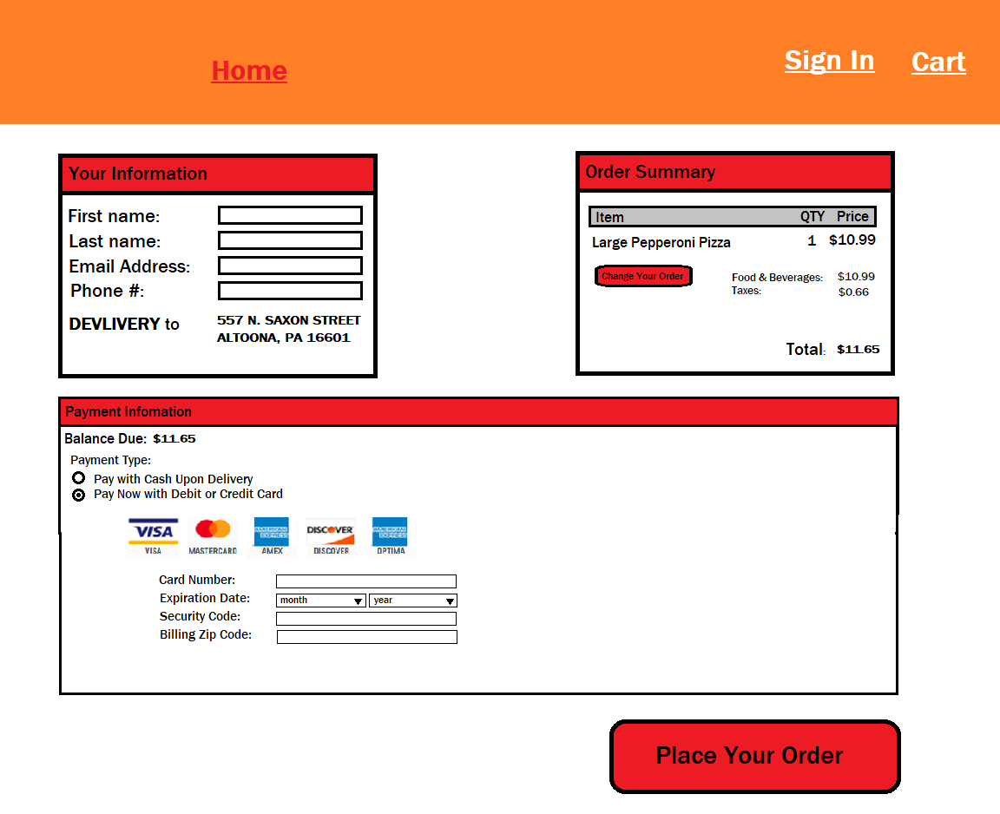 Home
Sign In
Cart
Your Information
First name:
Last name:
Email Address:
Phone #:
DEVLIVERY to
557 N. SAXON STREET
ALTOONA, PA 16601
Order Summary
Item QTY Price
Large Pepperoni Pizza 1 $10.99
Change Your Order
Food & Beverages: $10.99
Taxes: $0.66
Total: $11.65
Payment Infomation
Balance Due: $11.65
Payment Type:
Pay with Cash Upon Delivery
Pay Now with Debit or Credit Card
VISA
VISA
MASTERCARD
AMERICAN
EXPRESS
AMEX
DISCOVER
DISCOVER
AMERICAN
EXPRESS
OPTIMA
Card Number:
Expiration Date: month year
Security Code:
Billing Zip Code:
Place Your Order